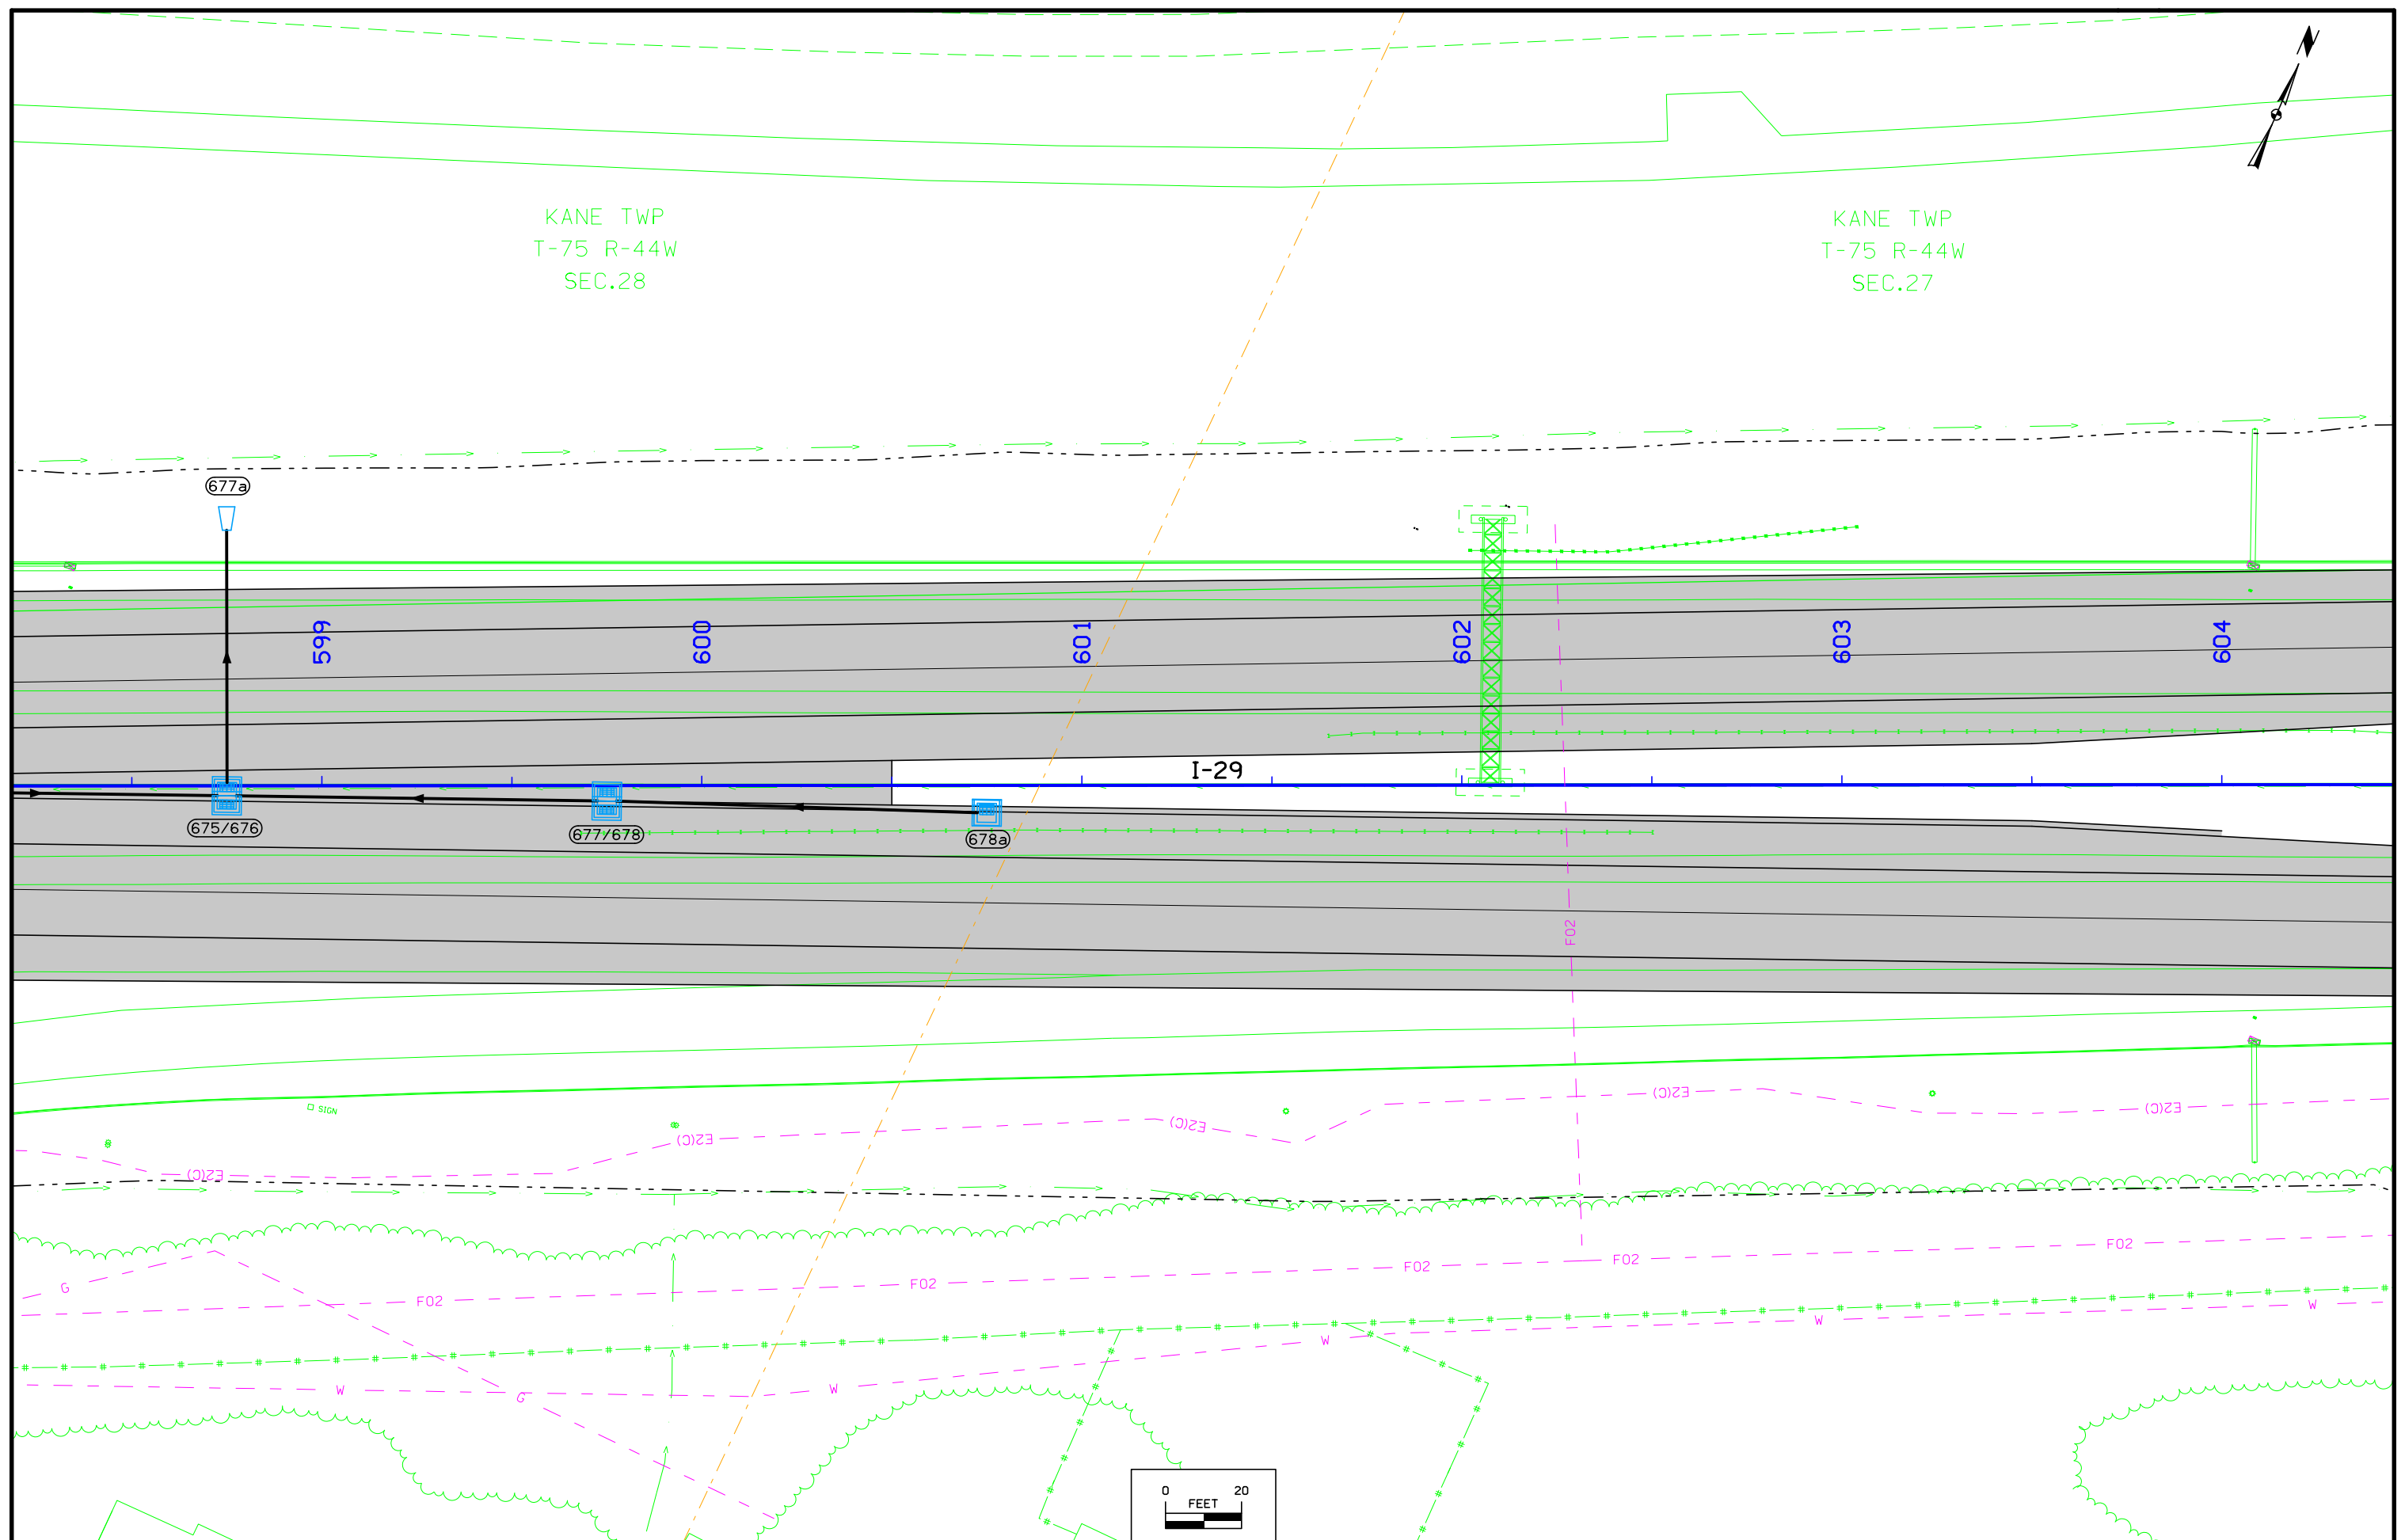 KANE TWP
T-75 R-44W
SEC.28
KANE TWP
T-75 R-44W
SEC.27
N
677a
599
600
601
602
603
604
I-29
675/676
677/678
678a
F02
SIGN
E2(C)
E2(C)
E2(C)
E2(C)
E2(C)
G
F02
F02
F02
F02
F02
W
G
W
W
W
W
0 20
FEET